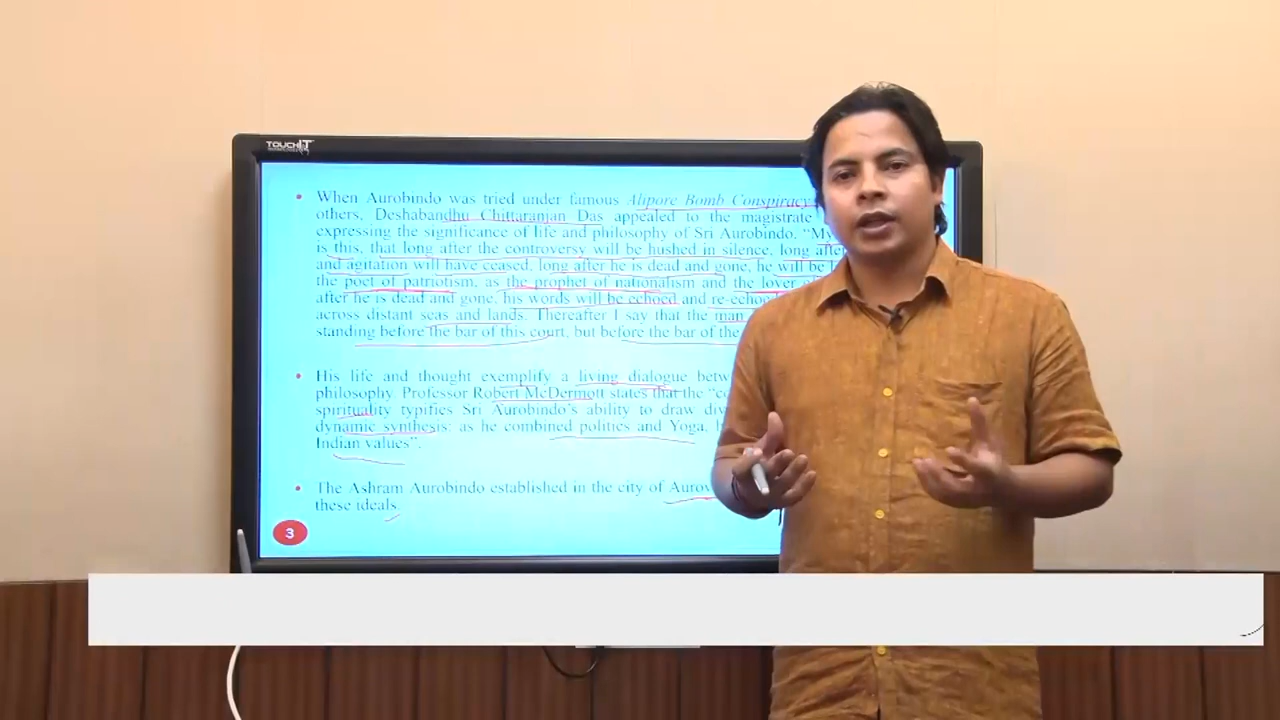 TOUCHIT
• When Aurobindo was tried under famous Alipore Bomb Conspiracy
others, Deshabandhu Chittaranjan Das appealed to the magistrate
expressing the significance of life and philosophy of Sri Aurobindo. “My
is this, that long after the controversy will be hushed in silence, long after
and agitation will have ceased, long after he is dead and gone, he will be
the poet of patriotism, as the prophet of nationalism and the lover
after he is dead and gone, his words will be echoed and re-echoed
across distant seas and lands. Thereafter I say that the man
standing before the bar of this court, but before the bar of the
• His life and thought exemplify a living dialogue
philosophy. Professor Robert McDermott states that the
spirituality typifies Sri Aurobindo’s ability to draw
dynamic synthesis: as he combined politics and Yoga,
Indian values”.
• The Ashram Aurobindo established in the city of
these ideals.
3